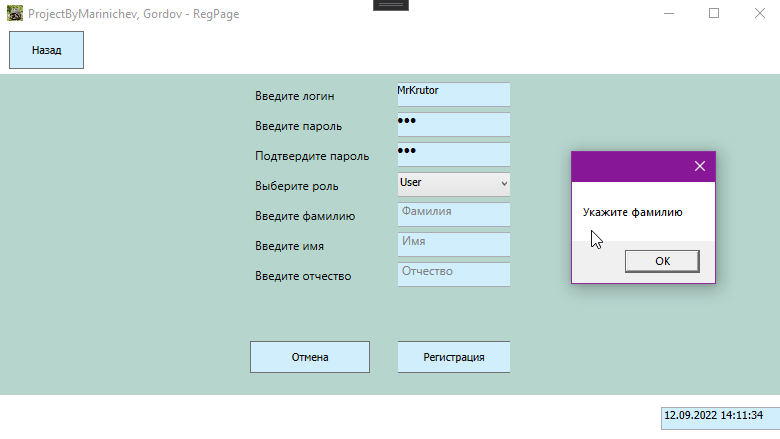 ProjectByMarinichev, Gordov - RegPage
Назад
Введите логин MrKrutor
Введите пароль •••
Подтвердите пароль •••
Выберите роль User
Введите фамилию Фамилия
Введите имя Имя
Введите отчество Отчество
Укажите фамилию
OK
Отмена Регистрация
12.09.2022 14:11:34